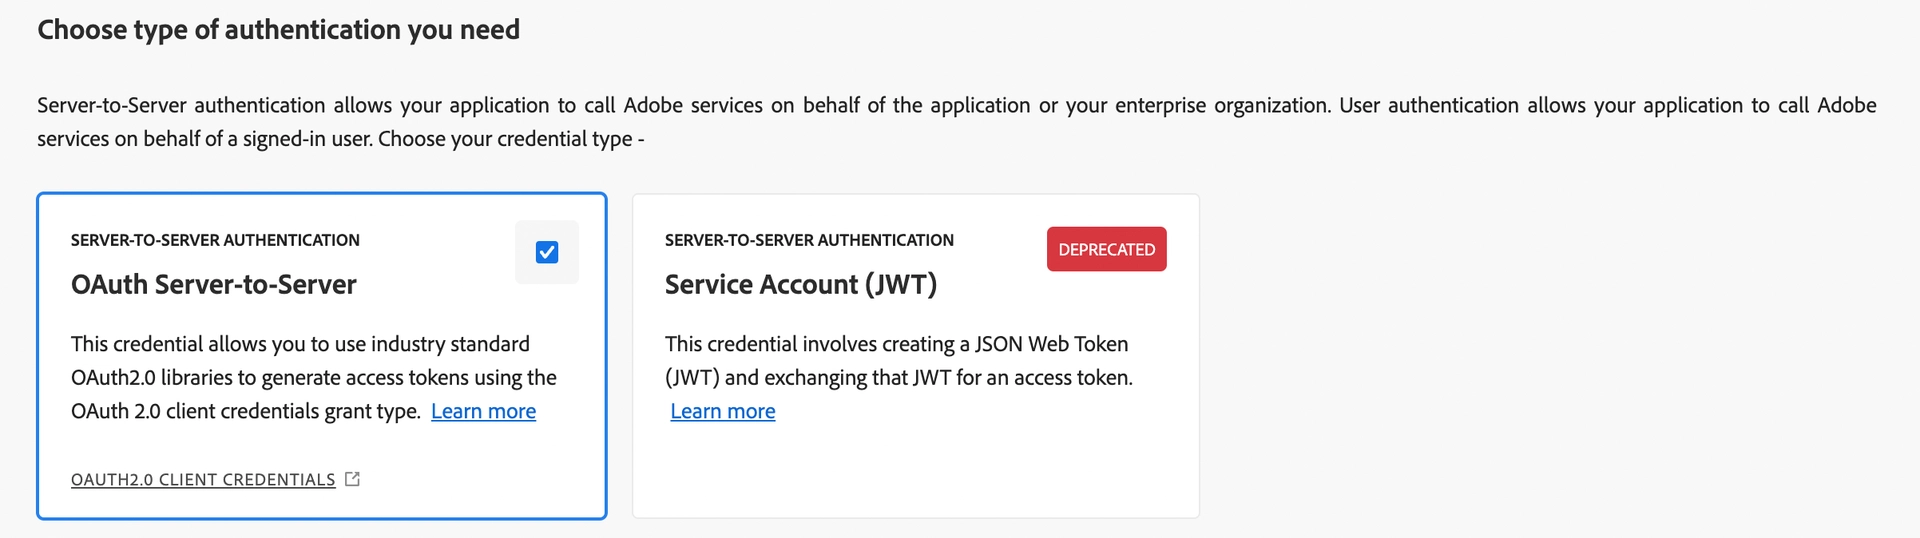 Choose type of authentication you need
Server-to-Server authentication allows your application to call Adobe services on behalf of the application or your enterprise organization. User authentication allows your application to call Adobe
services on behalf of a signed-in user. Choose your credential type -
SERVER-TO-SERVER AUTHENTICATION
OAuth Server-to-Server
This credential allows you to use industry standard
OAuth2.0 libraries to generate access tokens using the
OAuth 2.0 client credentials grant type. Learn more
OAUTH2.0 CLIENT CREDENTIALS
SERVER-TO-SERVER AUTHENTICATION
DEPRECATED
Service Account (JWT)
This credential involves creating a JSON Web Token
(JWT) and exchanging that JWT for an access token.
Learn more